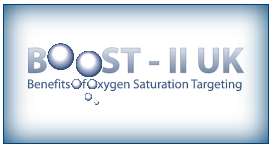 BOOST - II UK
Benefits Of Oxygen Saturation Targeting